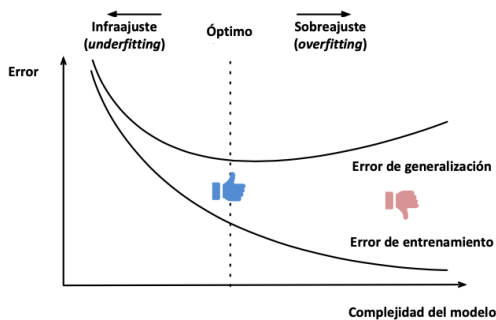 Infraajuste
(underfitting)
Óptimo
Sobreajuste
(overfitting)
Error
Error de generalización
Error de entrenamiento
Complejidad del modelo